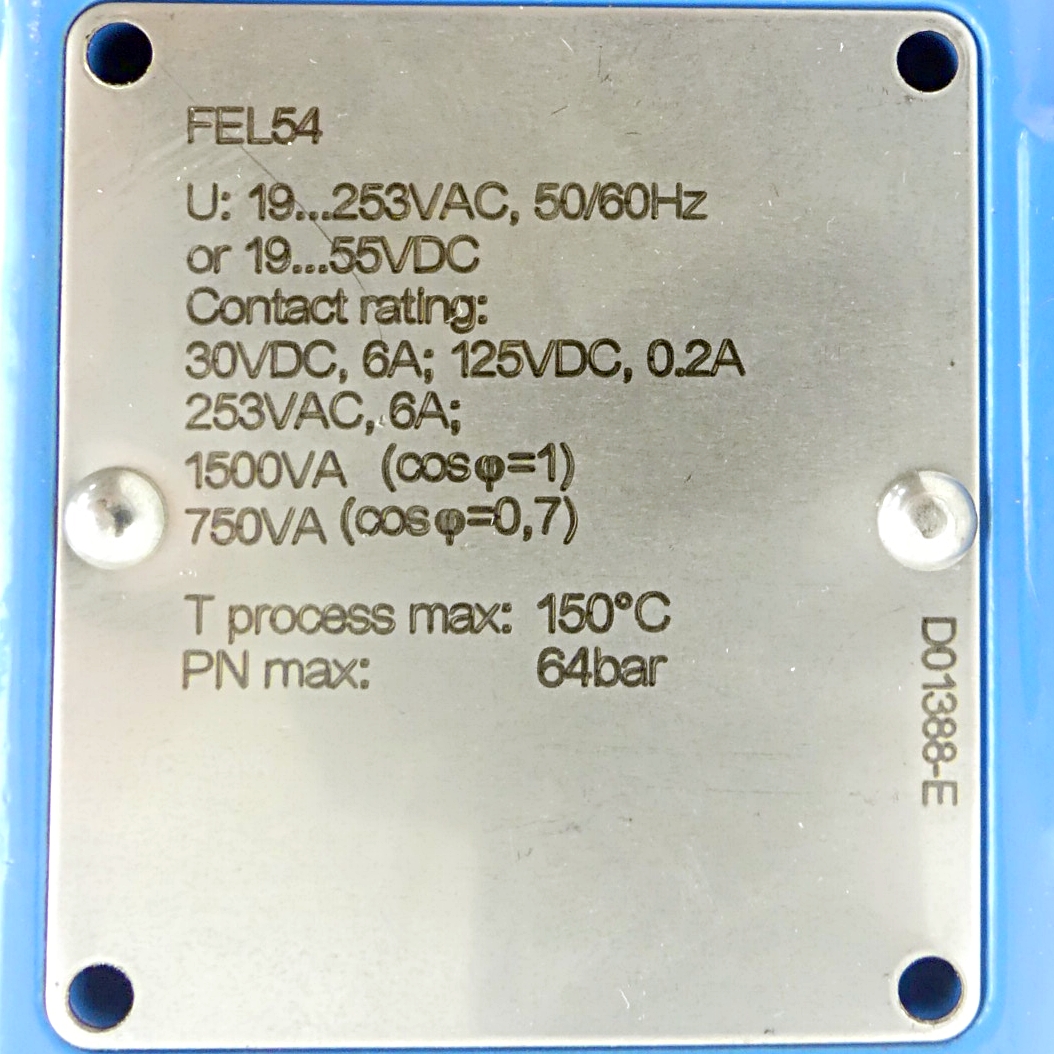 FEL54
U: 19...253VAC, 50/60Hz
or 19...55VDC
Contact rating:
30VDC, 6A; 125VDC, 0.2A
253VAC, 6A;
1500VA (cosφ=1)
750VA (cosφ=0,7)
T process max: 150°C
PN max: 64bar
D01388-E